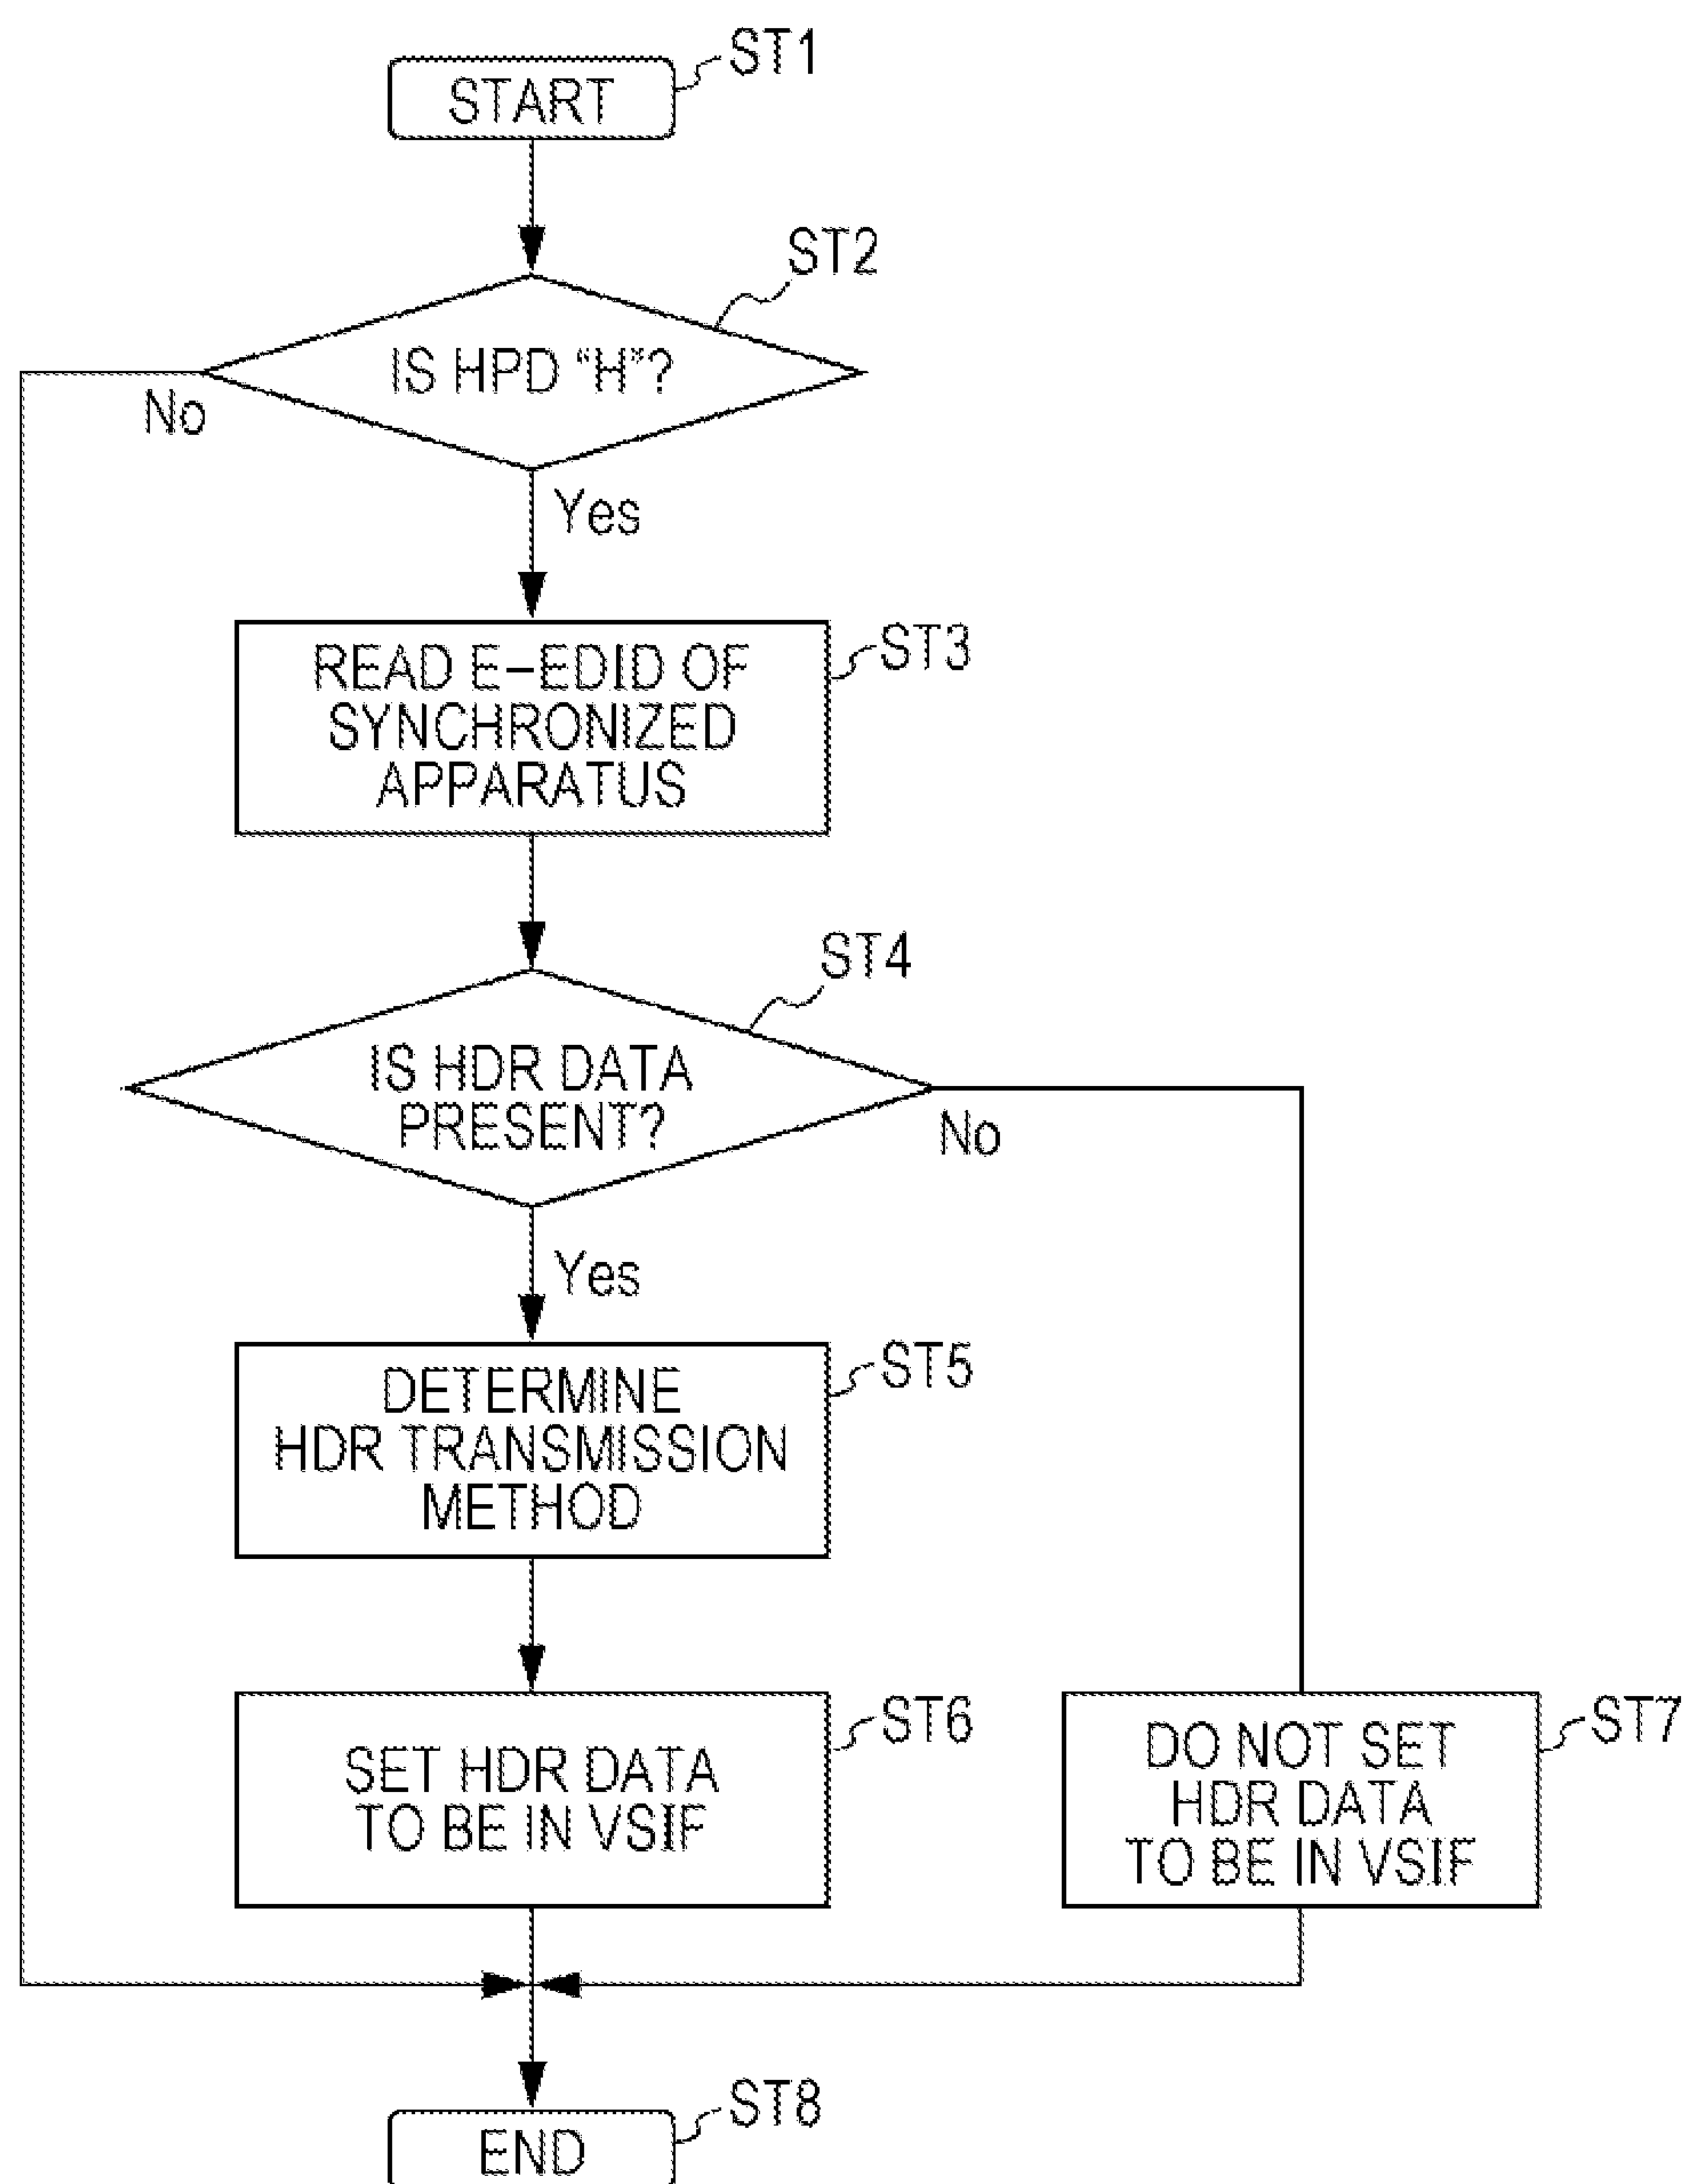 START
ST1
ST2
IS HPD “H”?
No
Yes
READ E-EDID OF
SYNCHRONIZED
APPARATUS
ST3
ST4
IS HDR DATA
PRESENT?
No
Yes
DETERMINE
HDR TRANSMISSION
METHOD
ST5
SET HDR DATA
TO BE IN VSIF
ST6
DO NOT SET
HDR DATA
TO BE IN VSIF
ST7
END
ST8